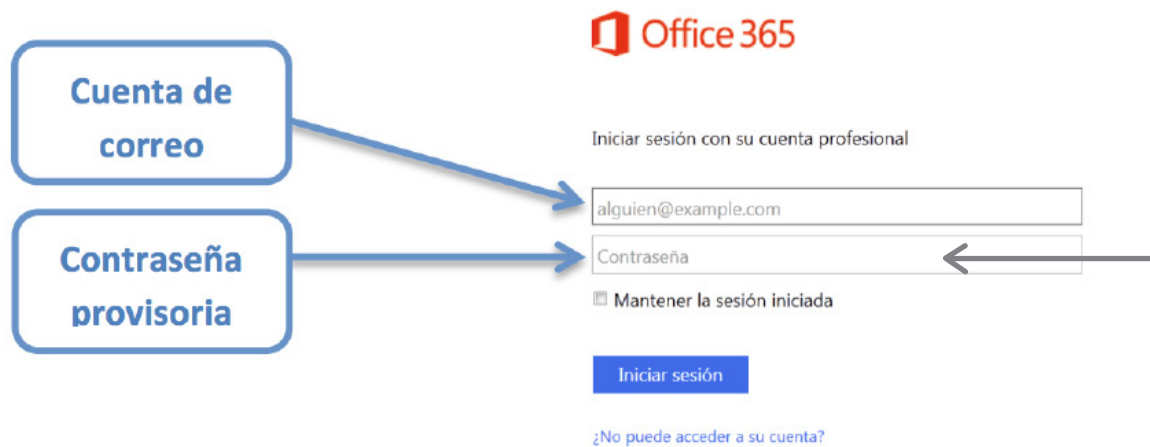 Office 365
Cuenta de
correo
Iniciar sesión con su cuenta profesional
alguien@example.com
Contraseña
provisoria
Contraseña
Mantener la sesión iniciada
Iniciar sesión
¿No puede acceder a su cuenta?